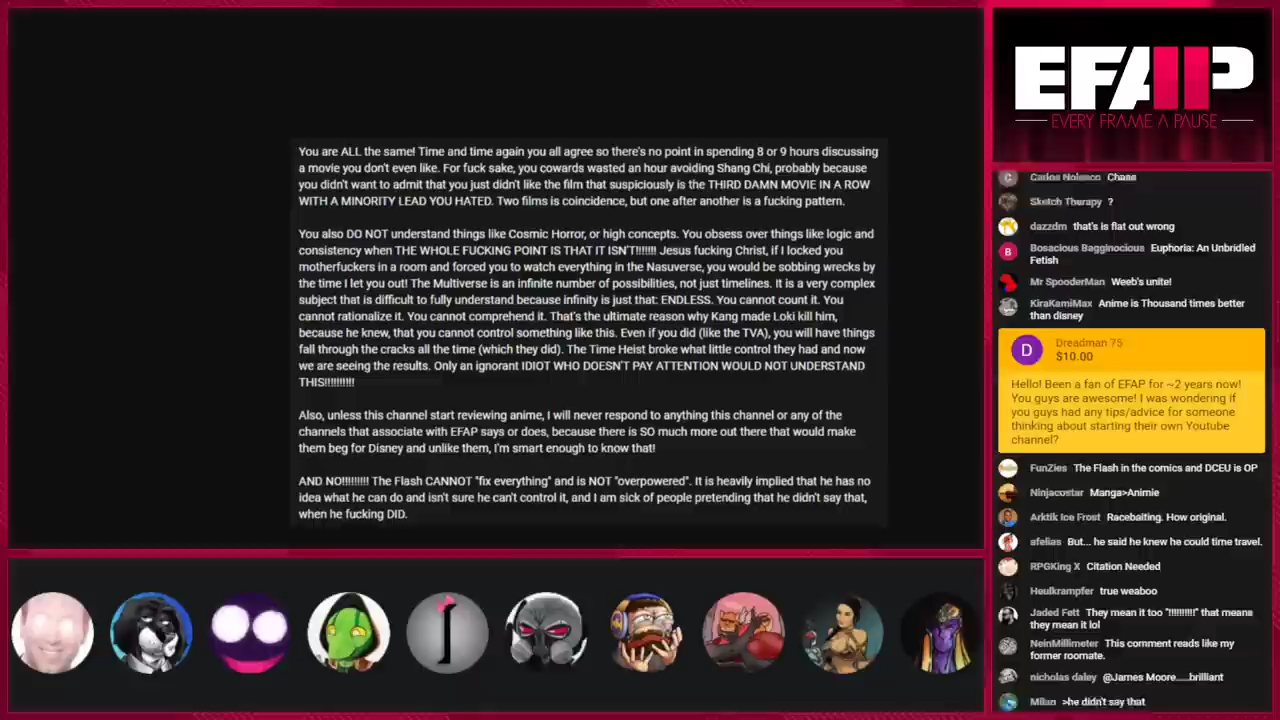 You are ALL the same! Time and time again you all agree so there's no point in spending 8 or 9 hours discussing
a movie you don't even like. For fuck sake, you cowards wasted an hour avoiding Shang Chi, probably because
you didn't want to admit that you just didn't like the film that suspiciously is the THIRD DAMN MOVIE IN A ROW
WITH A MINORITY LEAD YOU HATED. Two films is coincidence, but one after another is a fucking pattern.
You also DO NOT understand things like Cosmic Horror, or high concepts. You obsess over things like logic and
consistency when THE WHOLE FUCKING POINT IS THAT IT ISN'T!!!!!!! Jesus fucking Christ, if I locked you
motherfuckers in a room and forced you to watch everything in the Nasuverse, you would be sobbing wrecks by
the time I let you out! The Multiverse is an infinite number of possibilities, not just timelines. It is a very complex
subject that is difficult to fully understand because infinity is just that: ENDLESS. You cannot count it. You
cannot rationalize it. You cannot comprehend it. That's the ultimate reason why Kang made Loki kill him,
because he knew, that you cannot control something like this. Even if you did (like the TVA), you will have things
fall through the cracks all the time (which they did). The Time Heist broke what little control they had and now
we are seeing the results. Only an ignorant IDIOT WHO DOESN'T PAY ATTENTION WOULD NOT UNDERSTAND
THIS!!!!!!!!!!
Also, unless this channel start reviewing anime, I will never respond to anything this channel or any of the
channels that associate with EFAP says or does, because there is SO much more out there that would make
them beg for Disney and unlike them, I'm smart enough to know that!
AND NO!!!!!!!!! The Flash CANNOT "fix everything" and is NOT "overpowered". It is heavily implied that he has no
idea what he can do and isn't sure he can't control it, and I am sick of people pretending that he didn't say that,
when he fucking DID.
EFAP
EVERY FRAME A PAUSE
Carlos Nolasco Chase
Sketch Therapy ?
dazzdm that's is flat out wrong
B Bosacious Bagginocious Euphoria: An Unbridled
Fetish
Mr SpooderMan Weeb's unite!
KiraKamiMax Anime is Thousand times better
than disney
D Dreadman 75
$10.00
Hello! Been a fan of EFAP for ~2 years now!
You guys are awesome! I was wondering if
you guys had any tips/advice for someone
thinking about starting their own Youtube
channel?
FunZies The Flash in the comics and DCEU is OP
Ninjacostar Manga>Animie
Arktik Ice Frost Racebaiting. How original.
afelias But... he said he knew he could time travel.
RPGKing X Citation Needed
Heulkrampfer true weaboo
Jaded Fett They mean it too "!!!!!!!!!!" that means
they mean it lol
NeinMillimeter This comment reads like my
former roomate.
nicholas daley @James Moore.....brilliant
>he didn't say that